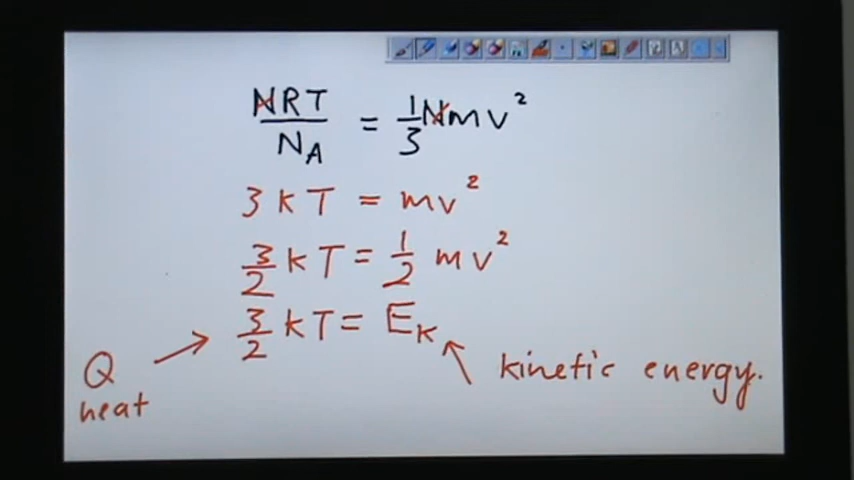 NRT/N_A = 1/3 Nmv²
3kT = mv²
3/2 kT = 1/2 mv²
3/2 kT = E_K
Q heat
kinetic energy.